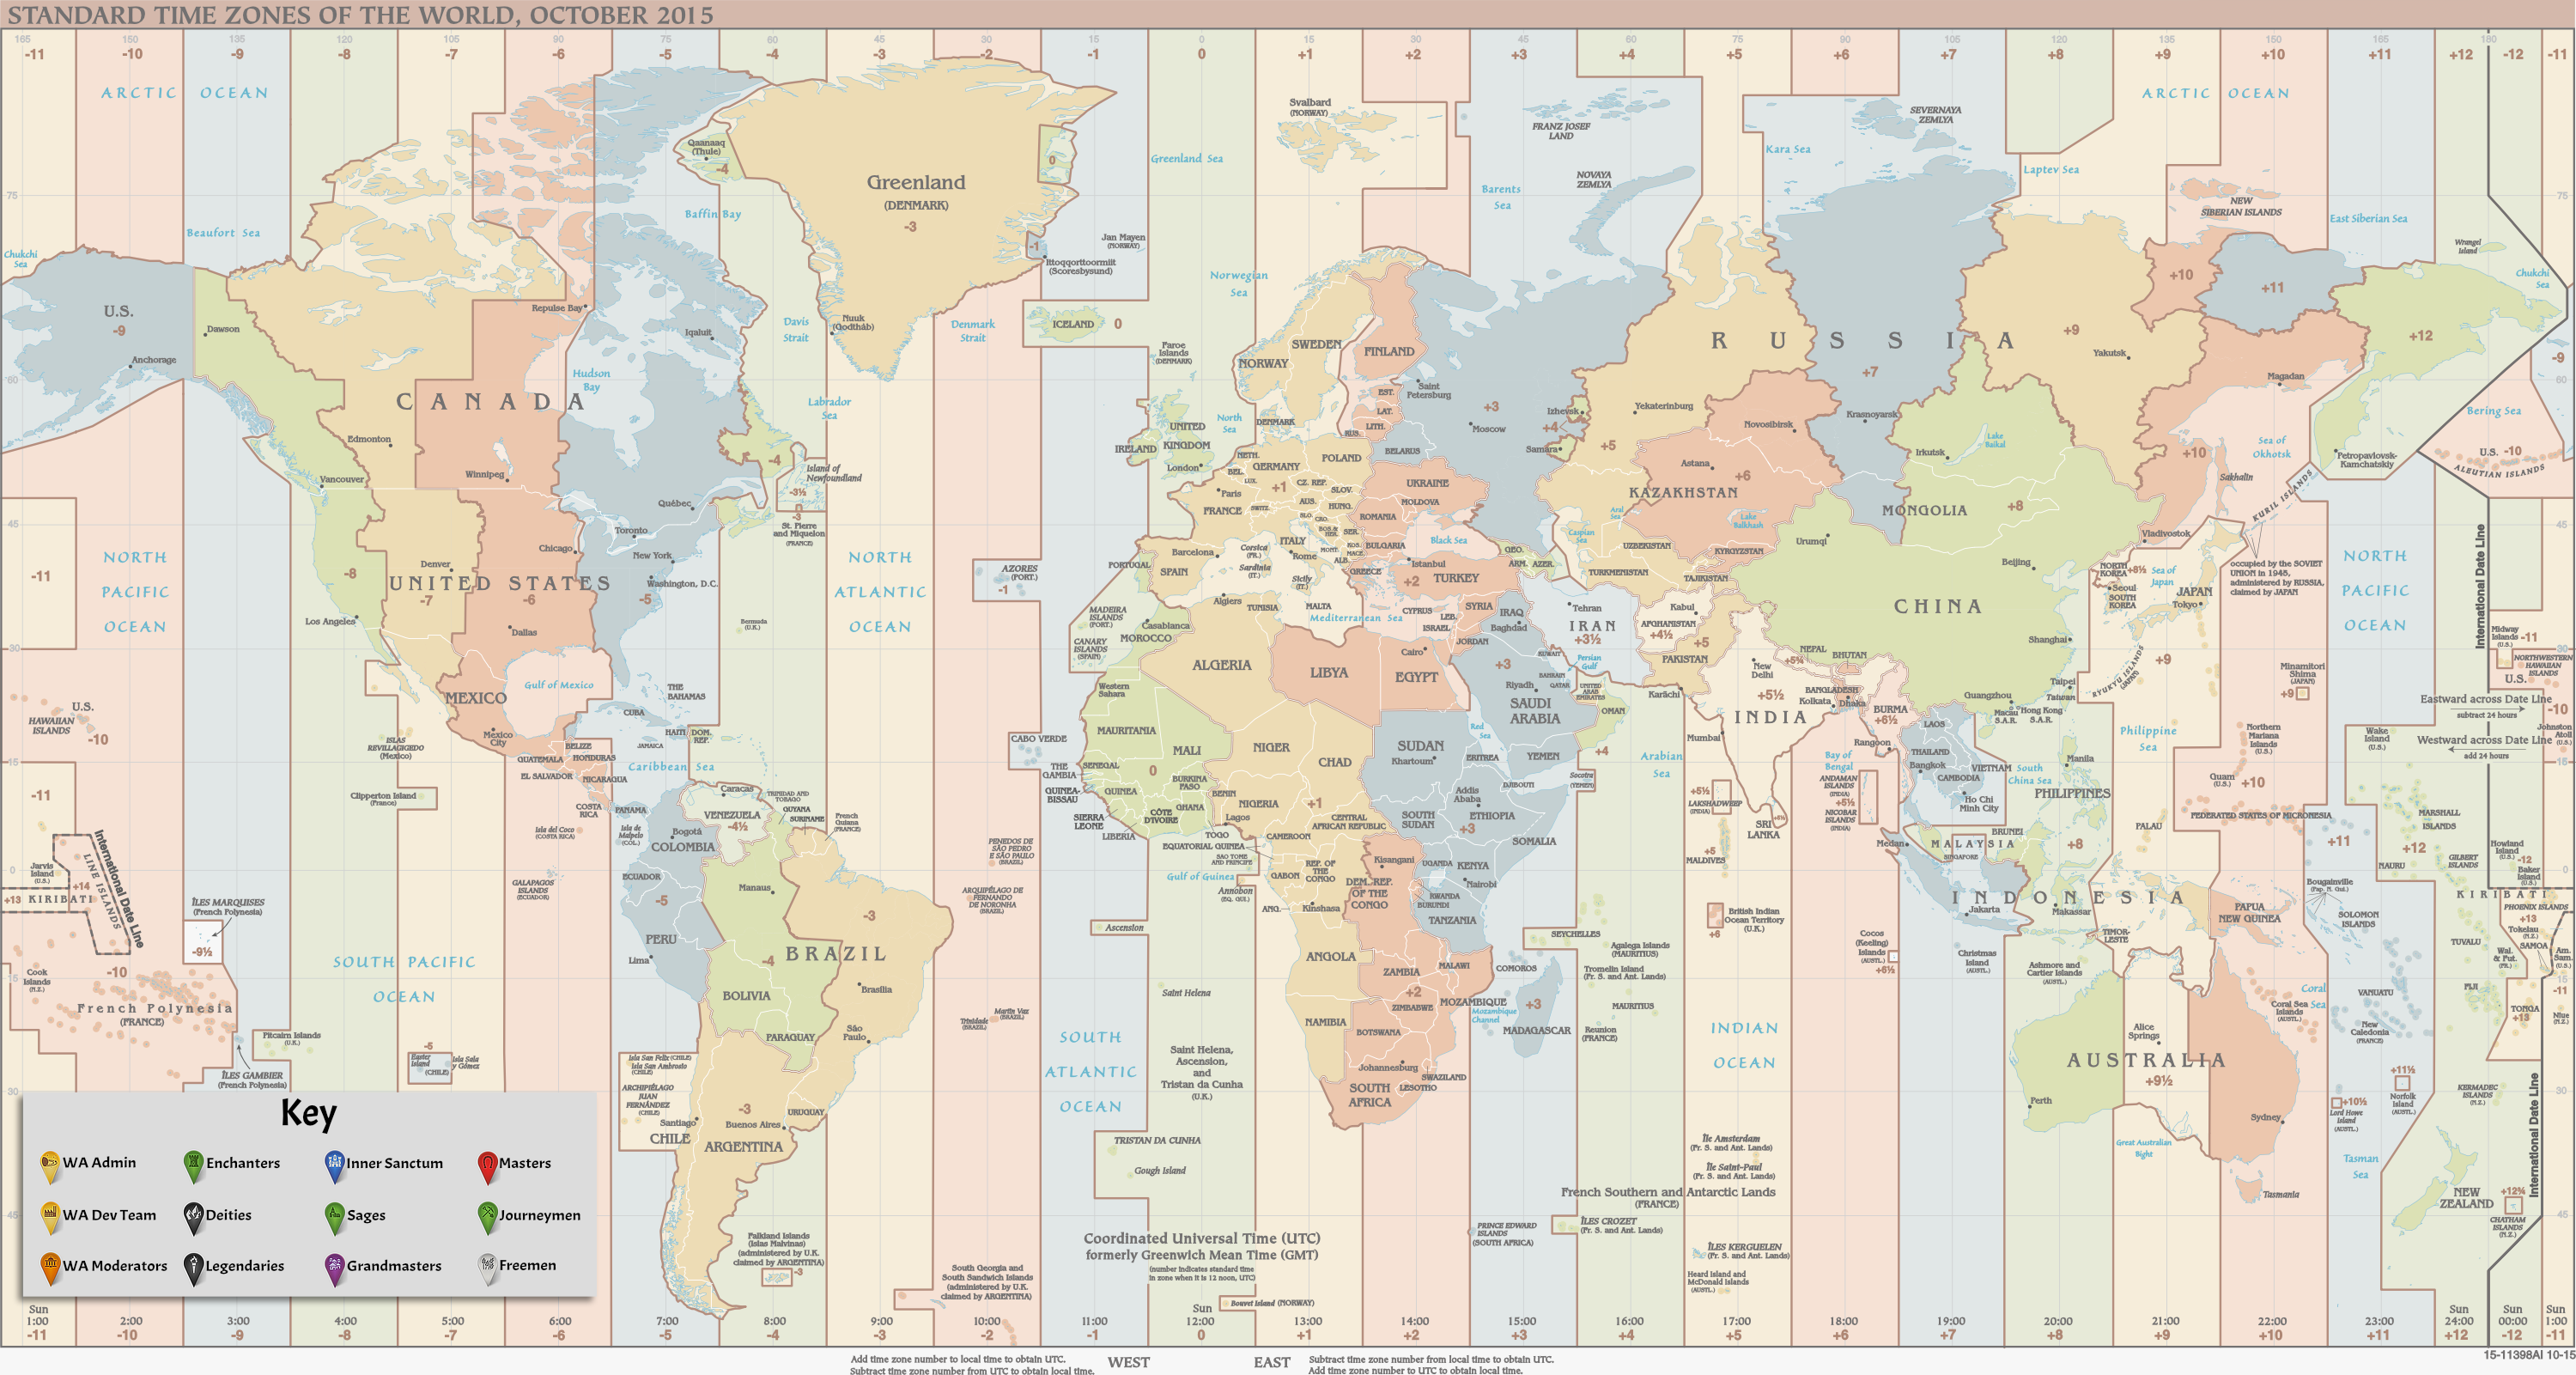 STANDARD TIME ZONES OF THE WORLD, OCTOBER 2015
165 150 135 120 105 90 75 60 45 30 15 0 15 30 45 60 75 90 105 120 135 150 165 180
-11 -10 -9 -8 -7 -6 -5 -4 -3 -2 -1 0 +1 +2 +3 +4 +5 +6 +7 +8 +9 +10 +11 +12 -12 -11
ARCTIC OCEAN
ARCTIC OCEAN
Svalbard
(NORWAY)
FRANZ JOSEF
LAND
SEVERNAYA
ZEMLYA
Qaanaaq
(Thule)
-4
0
Greenland Sea
Kara Sea
Laptev Sea
Greenland
(DENMARK)
-3
NOVAYA
ZEMLYA
Barents
Sea
75
75
NEW
SIBERIAN ISLANDS
East Siberian Sea
Beaufort Sea
Baffin Bay
Chukchi
Sea
Jan Mayen
(NORWAY)
-1
Ittoqqortoormiit
(Scoresbysund)
Wrangel
Island
Chukchi
Sea
Norwegian
Sea
+10
+11
U.S.
-9
Dawson
Anchorage
Repulse Bay
Iqaluit
Davis
Strait
Nuuk
(Godthåb)
Denmark
Strait
ICELAND
0
Faroe
Islands
(DENMARK)
NORWAY
SWEDEN
FINLAND
RUSSIA
+7
+9
Yakutsk
+12
Magadan
-9
60
60
CANADA
Hudson
Bay
Labrador
Sea
North
Sea
EST.
LAT.
LITH.
RUS.
Saint
Petersburg
+3
Moscow
Izhevsk
+4
Samara
Yekaterinburg
+5
Novosibirsk
Krasnoyarsk
Irkutsk
Lake
Baikal
Bering Sea
Sea of
Okhotsk
+10
Petropavlovsk-
Kamchatskiy
U.S. -10
ALEUTIAN ISLANDS
Sakhalin
KURIL ISLANDS
Edmonton
Winnipeg
Vancouver
Québec
-4
Island of
Newfoundland
-3½
-3
St. Pierre
and Miquelon
(FRANCE)
DENMARK
UNITED
KINGDOM
IRELAND
London
NETH.
BEL.
LUX.
GERMANY
POLAND
BELARUS
+1
CZ. REP.
SLOV.
AUS.
HUNG.
Paris
FRANCE
SWITZ.
SLO.
CRO.
BOS. &
HER.
SER.
MONT.
KOS.
MACE.
ALB.
UKRAINE
MOLDOVA
ROMANIA
BULGARIA
GREECE
Astana
+6
KAZAKHSTAN
Aral
Sea
Lake
Balkhash
MONGOLIA
+8
Vladivostok
45
45
Toronto
Chicago
New York
Washington, D.C.
Denver
UNITED STATES
-8
-7
-6
-5
Los Angeles
Dallas
NORTH
PACIFIC
OCEAN
-11
NORTH
ATLANTIC
OCEAN
AZORES
(PORT.)
-1
Barcelona
PORTUGAL
SPAIN
Corsica
(FR.)
Sardinia
(IT.)
ITALY
Rome
Sicily
(IT.)
MALTA
Algiers
TUNISIA
Black Sea
Istanbul
+2
TURKEY
CYPRUS
LEB.
ISRAEL
SYRIA
JORDAN
IRAQ
Baghdad
GEO.
ARM.
AZER.
Caspian
Sea
UZBEKISTAN
TURKMENISTAN
KYRGYZSTAN
TAJIKISTAN
Urumqi
Beijing
NORTH
KOREA
+8½
Seoul
SOUTH
KOREA
Sea of
Japan
JAPAN
Tokyo
occupied by the SOVIET
UNION in 1945,
administered by RUSSIA,
claimed by JAPAN
NORTH
PACIFIC
OCEAN
International Date Line
Tehran
IRAN
+3½
Kabul
AFGHANISTAN
+4½
+5
PAKISTAN
CHINA
Shanghai
Bermuda
(U.K.)
MADEIRA
ISLANDS
(PORT.)
CANARY
ISLANDS
(SPAIN)
Casablanca
MOROCCO
Mediterranean Sea
ALGERIA
LIBYA
Cairo
EGYPT
KUWAIT
Persian
Gulf
BAHRAIN
QATAR
UNITED
ARAB
EMIRATES
OMAN
+3
Riyadh
SAUDI
ARABIA
New
Delhi
NEPAL
+5¾
BHUTAN
BANGLADESH
Dhaka
Kolkata
Karāchi
+5½
INDIA
BURMA
+6½
Guangzhou
Macau
S.A.R.
Hong Kong
S.A.R.
Taipei
Taiwan
RYUKYU ISLANDS
(JAPAN)
+9
Minamitori
Shima
(JAPAN)
+9
Midway
Islands
(U.S.)
-11
NORTHWESTERN
HAWAIIAN
ISLANDS
U.S.
-10
Johnston
Atoll
(U.S.)
Eastward across Date Line
subtract 24 hours
Westward across Date Line
add 24 hours
30
30
U.S.
HAWAIIAN
ISLANDS
-10
MEXICO
Gulf of Mexico
Mexico
City
ISLAS
REVILLAGIGEDO
(Mexico)
THE
BAHAMAS
CUBA
HAITI
DOM.
REP.
JAMAICA
BELIZE
HONDURAS
GUATEMALA
EL SALVADOR
NICARAGUA
Caribbean Sea
COSTA
RICA
PANAMA
Clipperton Island
(France)
Western
Sahara
MAURITANIA
MALI
0
CABO VERDE
THE
GAMBIA
SENEGAL
GUINEA-
BISSAU
GUINEA
SIERRA
LEONE
LIBERIA
CÔTE
D'IVOIRE
BURKINA
FASO
GHANA
BENIN
TOGO
Lagos
NIGER
NIGERIA
CHAD
+1
CAMEROON
CENTRAL
AFRICAN REPUBLIC
SUDAN
Khartoum
Red
Sea
ERITREA
YEMEN
DJIBOUTI
Addis
Ababa
SOUTH
SUDAN
ETHIOPIA
+3
SOMALIA
Socotra
(YEMEN)
+4
Arabian
Sea
Mumbai
+5½
LAKSHADWEEP
(INDIA)
SRI
LANKA
+5
MALDIVES
Bay of
Bengal
ANDAMAN
ISLANDS
(INDIA)
+5½
NICOBAR
ISLANDS
(INDIA)
Rangoon
LAOS
THAILAND
Bangkok
VIETNAM
CAMBODIA
Ho Chi
Minh City
South
China Sea
Manila
PHILIPPINES
Philippine
Sea
Northern
Mariana
Islands
(U.S.)
Guam
(U.S.)
+10
FEDERATED STATES OF MICRONESIA
PALAU
Wake
Island
(U.S.)
MARSHALL
ISLANDS
+11
+12
NAURU
GILBERT
ISLANDS
Howland
Island
(U.S.)
-12
Baker
Island
(U.S.)
15
15
-11
International Date Line
LINE ISLANDS
Jarvis
Island
(U.S.)
+14
+13
KIRIBATI
Isla del Coco
(COSTA RICA)
Isla de
Malpelo
(COL.)
Caracas
TRINIDAD AND
TOBAGO
VENEZUELA
-4½
GUYANA
SURINAME
French
Guiana
(FRANCE)
Bogotá
COLOMBIA
GALAPAGOS
ISLANDS
(ECUADOR)
ECUADOR
-5
PERU
Lima
Manaus
-3
BRAZIL
-4
BOLIVIA
Brasília
PENEDOS DE
SÃO PEDRO
E SÃO PAULO
(BRAZIL)
ARQUIPÉLAGO DE
FERNANDO
DE NORONHA
(BRAZIL)
EQUATORIAL GUINEA
SAO TOME
AND PRINCIPE
Gulf of Guinea
Annobon
(EQ. GUI.)
GABON
REP. OF
THE
CONGO
Kisangani
DEM. REP.
OF THE
CONGO
ANG.
Kinshasa
UGANDA
KENYA
Nairobi
RWANDA
BURUNDI
TANZANIA
Ascension
SEYCHELLES
British Indian
Ocean Territory
(U.K.)
+6
Medan
MALAYSIA
SINGAPORE
BRUNEI
+8
INDONESIA
Jakarta
Makassar
TIMOR-
LESTE
PAPUA
NEW GUINEA
Bougainville
(Pap. N. Gui.)
SOLOMON
ISLANDS
KIRIBATI
PHOENIX ISLANDS
+13
Tokelau
(N.Z.)
SAMOA
TUVALU
Wal.
& Fut.
(FR.)
Am.
Sam.
(U.S.)
0
0
ÎLES MARQUISES
(French Polynesia)
-9½
-10
Cook
Islands
(N.Z.)
French Polynesia
(FRANCE)
SOUTH PACIFIC
OCEAN
Pitcairn Islands
(U.K.)
ÎLES GAMBIER
(French Polynesia)
-5
Easter
Island
(CHILE)
Isla Sala
y Gómez
PARAGUAY
São
Paulo
Trindade
(BRAZIL)
Martin Vaz
(BRAZIL)
Saint Helena
SOUTH
ATLANTIC
OCEAN
Saint Helena,
Ascension,
and
Tristan da Cunha
(U.K.)
ANGOLA
ZAMBIA
MALAWI
+2
MOZAMBIQUE
Mozambique
Channel
ZIMBABWE
NAMIBIA
BOTSWANA
Johannesburg
SWAZILAND
LESOTHO
SOUTH
AFRICA
COMOROS
+3
MADAGASCAR
Agalega Islands
(MAURITIUS)
Tromelin Island
(Fr. S. and Ant. Lands)
MAURITIUS
Reunion
(FRANCE)
INDIAN
OCEAN
Cocos
(Keeling)
Islands
(AUSTL.)
+6½
Christmas
Island
(AUSTL.)
Ashmore and
Cartier Islands
(AUSTL.)
Alice
Springs
AUSTRALIA
+9½
Perth
Sydney
Great Australian
Bight
Tasmania
Coral
Sea
Coral Sea
Islands
(AUSTL.)
VANUATU
New
Caledonia
(FRANCE)
FIJI
TONGA
+13
-11
Niue
(N.Z.)
+11½
Norfolk
Island
(AUSTL.)
+10½
Lord Howe
Island
(AUSTL.)
KERMADEC
ISLANDS
(N.Z.)
Tasman
Sea
NEW
ZEALAND
+12¾
CHATHAM
ISLANDS
(N.Z.)
International Date Line
15
15
30
30
45
45
Isla San Felix (CHILE)
Isla San Ambrosio
(CHILE)
ARCHIPIÉLAGO
JUAN
FERNÁNDEZ
(CHILE)
Santiago
CHILE
-3
URUGUAY
Buenos Aires
ARGENTINA
Falkland Islands
(Islas Malvinas)
(administered by U.K.
claimed by ARGENTINA)
-3
South Georgia and
South Sandwich Islands
(administered by U.K.
claimed by ARGENTINA)
TRISTAN DA CUNHA
Gough Island
Coordinated Universal Time (UTC)
formerly Greenwich Mean Time (GMT)
(number indicates standard time
in zone when it is 12 noon, UTC)
Bouvet Island (NORWAY)
PRINCE EDWARD
ISLANDS
(SOUTH AFRICA)
Île Amsterdam
(Fr. S. and Ant. Lands)
Île Saint-Paul
(Fr. S. and Ant. Lands)
French Southern and Antarctic Lands
(FRANCE)
ÎLES CROZET
(Fr. S. and Ant. Lands)
ÎLES KERGUELEN
(Fr. S. and Ant. Lands)
Heard Island and
McDonald Islands
(AUSTL.)
Key
WA Admin
Enchanters
Inner Sanctum
Masters
WA Dev Team
Deities
Sages
Journeymen
WA Moderators
Legendaries
Grandmasters
Freemen
Sun Sun Sun Sun Sun
1:00 2:00 3:00 4:00 5:00 6:00 7:00 8:00 9:00 10:00 11:00 12:00 13:00 14:00 15:00 16:00 17:00 18:00 19:00 20:00 21:00 22:00 23:00 24:00 00:00 1:00
-11 -10 -9 -8 -7 -6 -5 -4 -3 -2 -1 0 +1 +2 +3 +4 +5 +6 +7 +8 +9 +10 +11 +12 -12 -11
Add time zone number to local time to obtain UTC.
Subtract time zone number from UTC to obtain local time.
WEST
EAST
Subtract time zone number from local time to obtain UTC.
Add time zone number to UTC to obtain local time.
15-11398AI 10-15